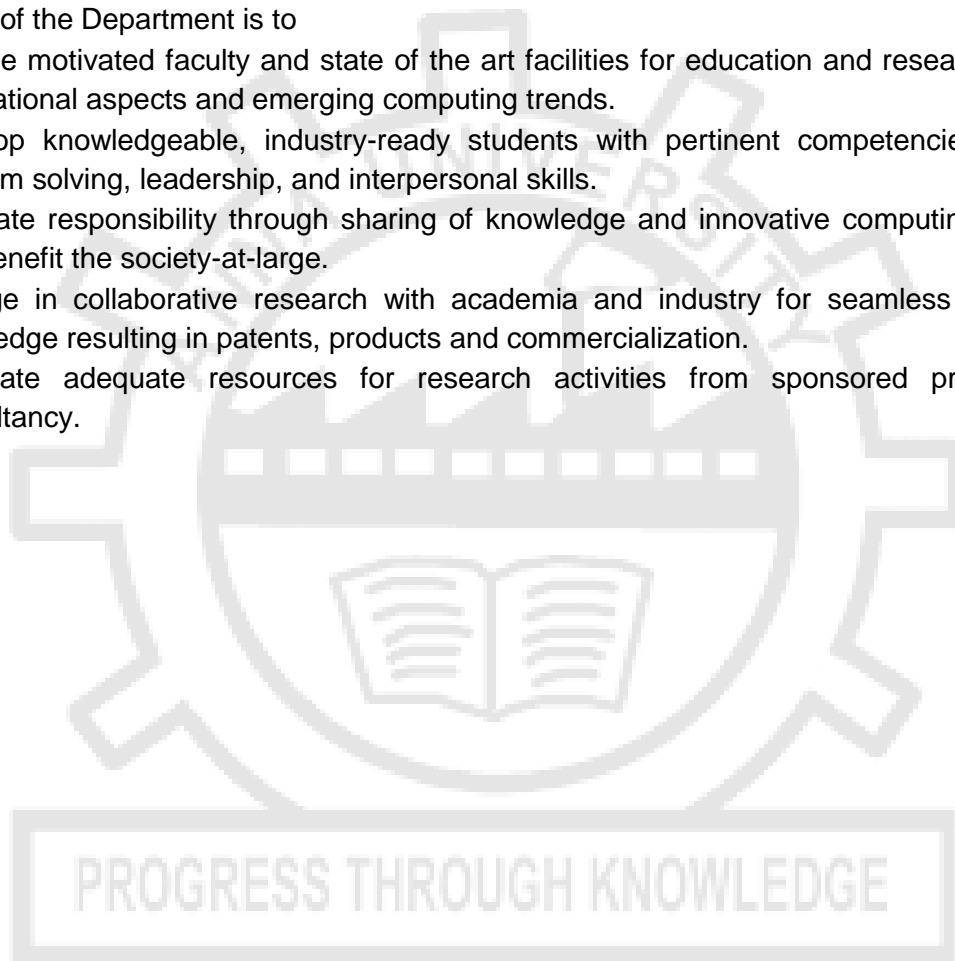 of the Department is to
e motivated faculty and state of the art facilities for education and resea
ational aspects and emerging computing trends.
op knowledgeable, industry-ready students with pertinent competencie
m solving, leadership, and interpersonal skills.
ate responsibility through sharing of knowledge and innovative computin
enefit the society-at-large.
ge in collaborative research with academia and industry for seamless
edge resulting in patents, products and commercialization.
ate adequate resources for research activities from sponsored pr
ltancy.
ANNA UNIVERSITY
PROGRESS THROUGH KNOWLEDGE